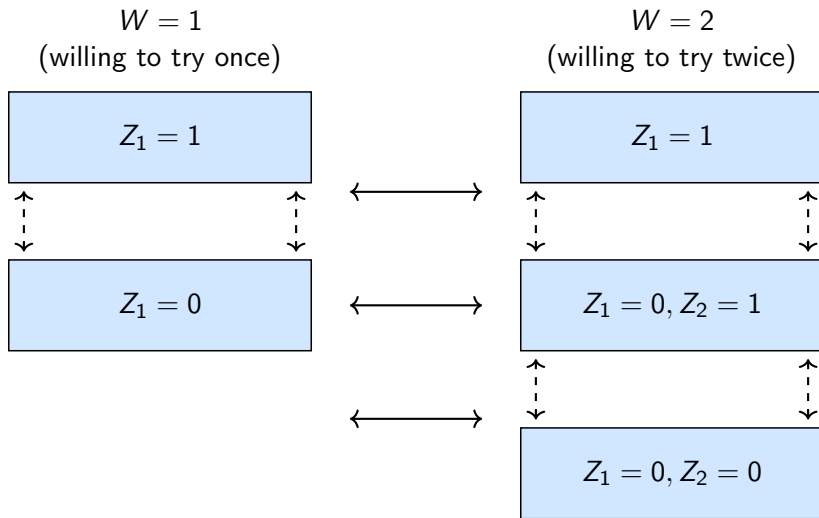 W = 1
(willing to try once)
Z₁ = 1
Z₁ = 0
W = 2
(willing to try twice)
Z₁ = 1
Z₁ = 0, Z₂ = 1
Z₁ = 0, Z₂ = 0